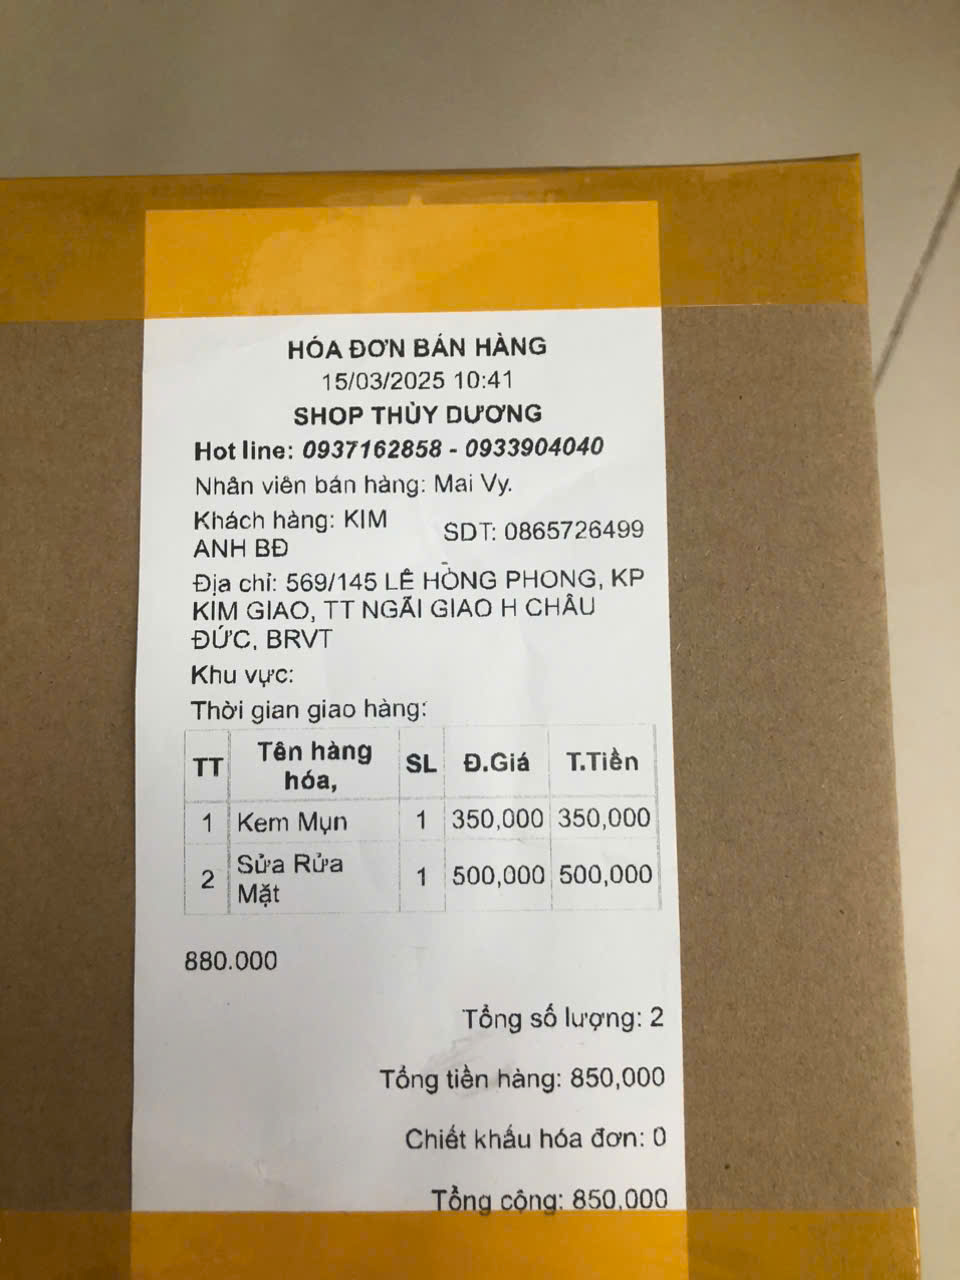 HÓA ĐƠN BÁN HÀNG
15/03/2025 10:41
SHOP THÙY DƯƠNG
Hot line: 0937162858 - 0933904040
Nhân viên bán hàng: Mai Vy.
Khách hàng: KIM ANH BĐ SDT: 0865726499
Địa chỉ: 569/145 LÊ HỒNG PHONG, KP
KIM GIAO, TT NGÃI GIAO H CHÂU
ĐỨC, BRVT
Khu vực:
Thời gian giao hàng:
TT Tên hàng hóa, SL Đ.Giá T.Tiền
1 Kem Mụn 1 350,000 350,000
2 Sửa Rửa Mặt 1 500,000 500,000
880.000
Tổng số lượng: 2
Tổng tiền hàng: 850,000
Chiết khấu hóa đơn: 0
Tổng cộng: 850,000